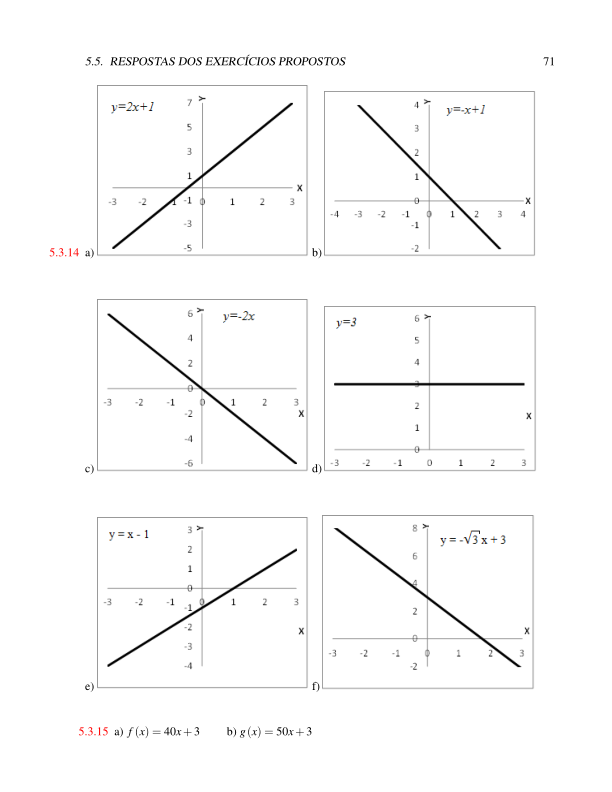 5.5. RESPOSTAS DOS EXERCÍCIOS PROPOSTOS 71
y=2x+1
Y
7
5
3
1
-1
-3
-5
-3 -2 -1 0 1 2 3
X
y=-x+1
Y
4
3
2
1
0
-1
-2
-4 -3 -2 -1 0 1 2 3 4
X
5.3.14 a) b)
y=-2x
Y
6
4
2
0
-2
-4
-6
-3 -2 -1 0 1 2 3
X
y=3
Y
6
5
4
3
2
1
0
-3 -2 -1 0 1 2 3
X
c) d)
y = x - 1
Y
3
2
1
0
-1
-2
-3
-4
-3 -2 -1 0 1 2 3
X
y = -√3 x + 3
Y
8
6
4
2
0
-2
-3 -2 -1 0 1 2 3
X
e) f)
5.3.15 a) f(x) = 40x+3 b) g(x) = 50x+3